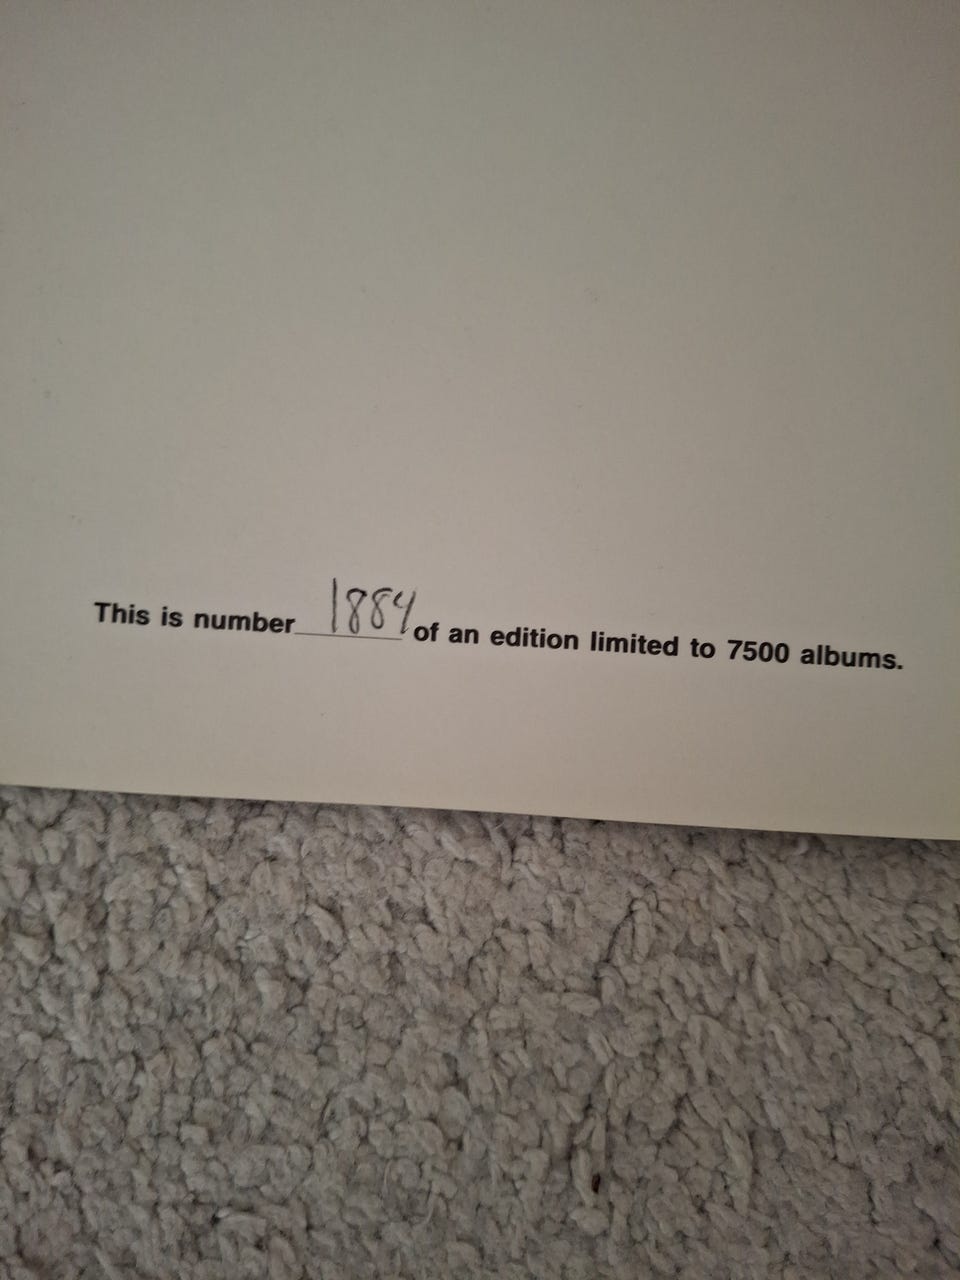 This is number 1884 of an edition limited to 7500 albums.